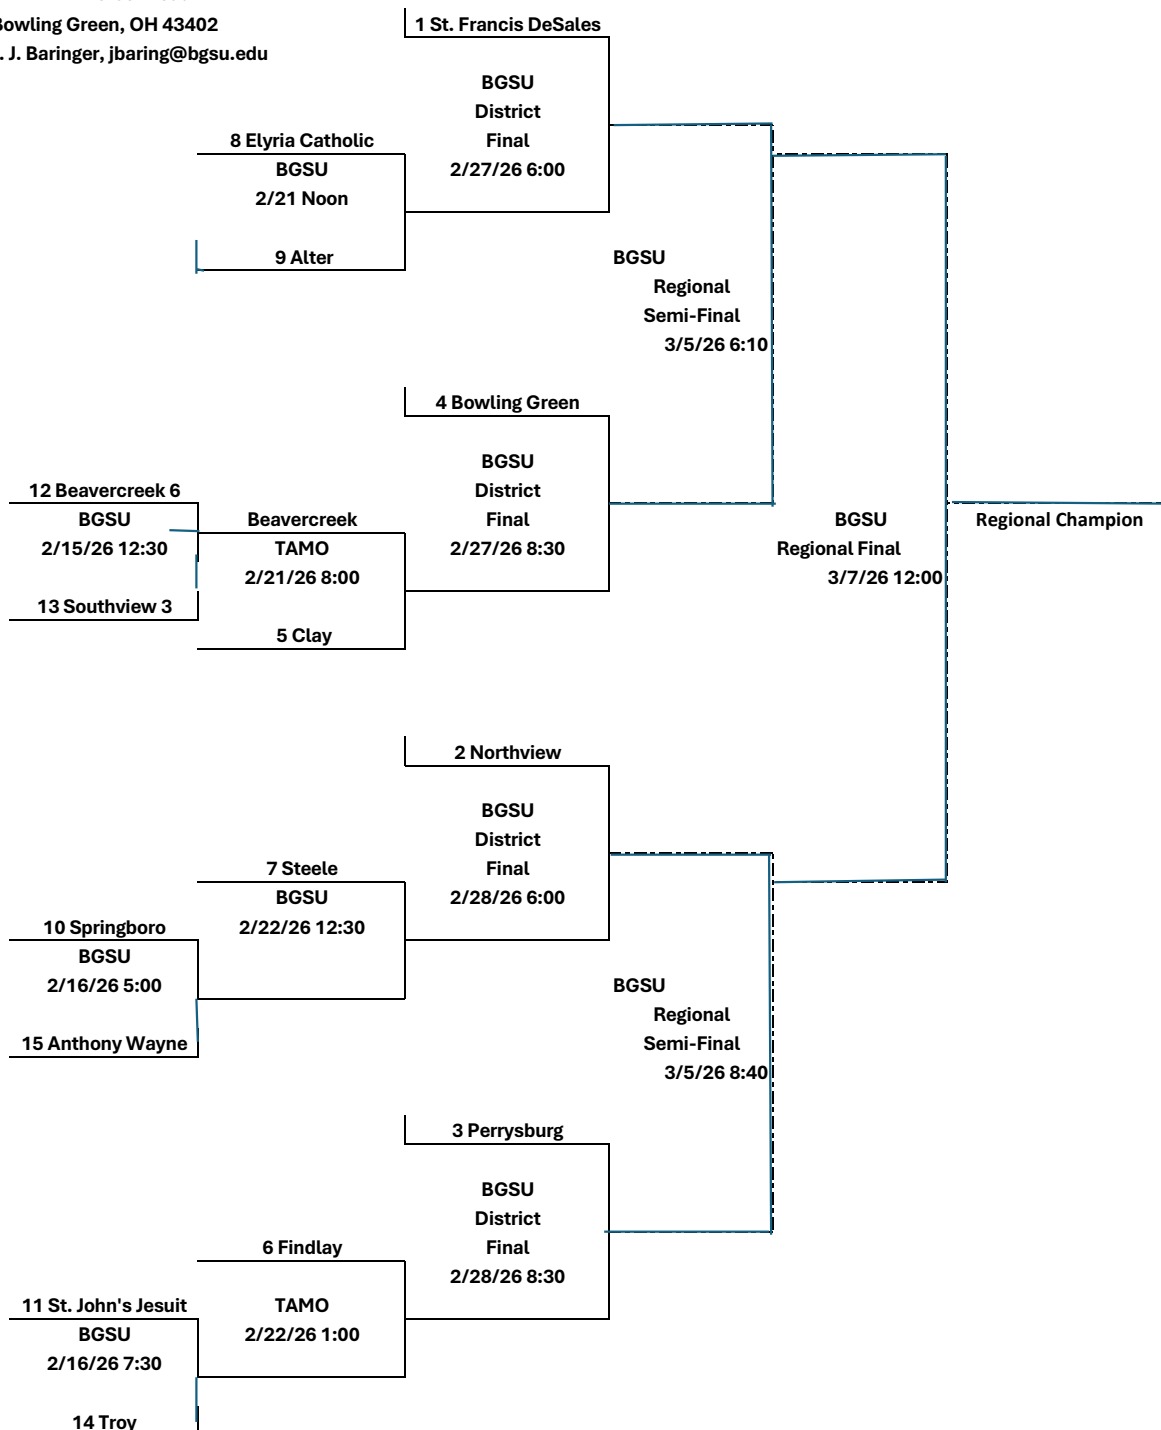 Bowling Green, OH 43402
. J. Baringer, jbaring@bgsu.edu
1 St. Francis DeSales
BGSU
District
Final
2/27/26 6:00
8 Elyria Catholic
BGSU
2/21 Noon
9 Alter
BGSU
Regional
Semi-Final
3/5/26 6:10
4 Bowling Green
BGSU
District
Final
2/27/26 8:30
12 Beavercreek 6
BGSU
2/15/26 12:30
13 Southview 3
Beavercreek
TAMO
2/21/26 8:00
5 Clay
BGSU
Regional Final
3/7/26 12:00
Regional Champion
2 Northview
BGSU
District
Final
2/28/26 6:00
7 Steele
BGSU
2/22/26 12:30
10 Springboro
BGSU
2/16/26 5:00
15 Anthony Wayne
BGSU
Regional
Semi-Final
3/5/26 8:40
3 Perrysburg
BGSU
District
Final
2/28/26 8:30
6 Findlay
TAMO
2/22/26 1:00
11 St. John's Jesuit
BGSU
2/16/26 7:30
14 Troy